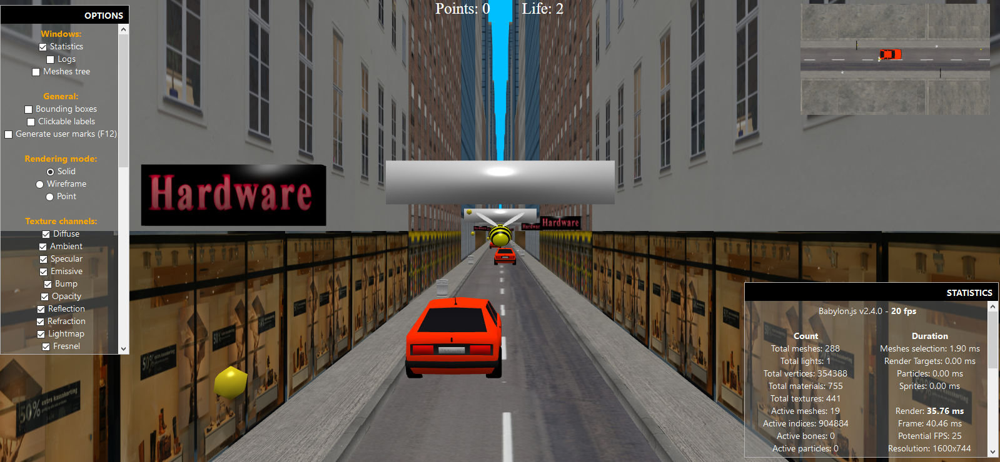 Points: 0
Life: 2
OPTIONS
Windows:
Statistics
Logs
Meshes tree
General:
Bounding boxes
Clickable labels
Generate user marks (F12)
Rendering mode:
Solid
Wireframe
Point
Texture channels:
Diffuse
Ambient
Specular
Emissive
Bump
Opacity
Reflection
Refraction
Lightmap
Fresnel
Hardware
Hardware
50% extra kassakorting
50% extra kassakorting
STATISTICS
Babylon.js v2.4.0 - 20 fps
Count
Total meshes: 288
Total lights: 1
Total vertices: 354388
Total materials: 755
Total textures: 441
Active meshes: 19
Active indices: 904884
Active bones: 0
Active particles: 0
Duration
Meshes selection: 1.90 ms
Render Targets: 0.00 ms
Particles: 0.00 ms
Sprites: 0.00 ms
Render: 35.76 ms
Frame: 40.46 ms
Potential FPS: 25
Resolution: 1600x744